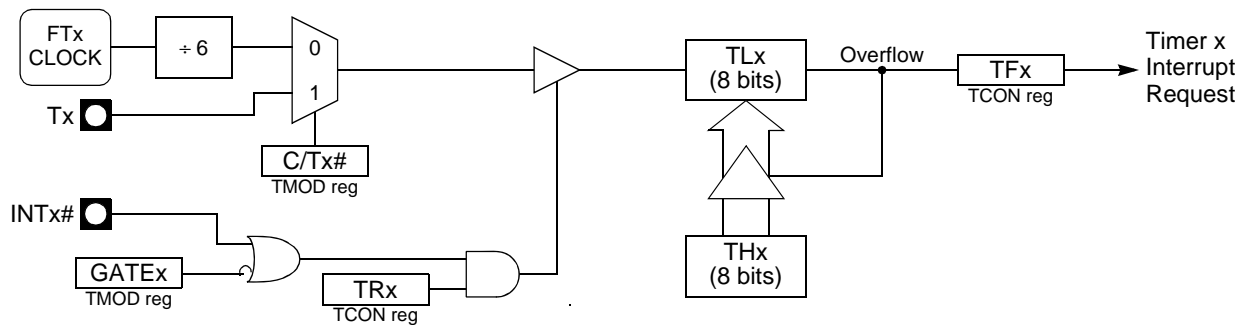 FTx
CLOCK
÷ 6
0
1
Tx
C/Tx#
TMOD reg
INTx#
GATEx
TMOD reg
TRx
TCON reg
TLx
(8 bits)
Overflow
TFx
TCON reg
Timer x
Interrupt
Request
THx
(8 bits)